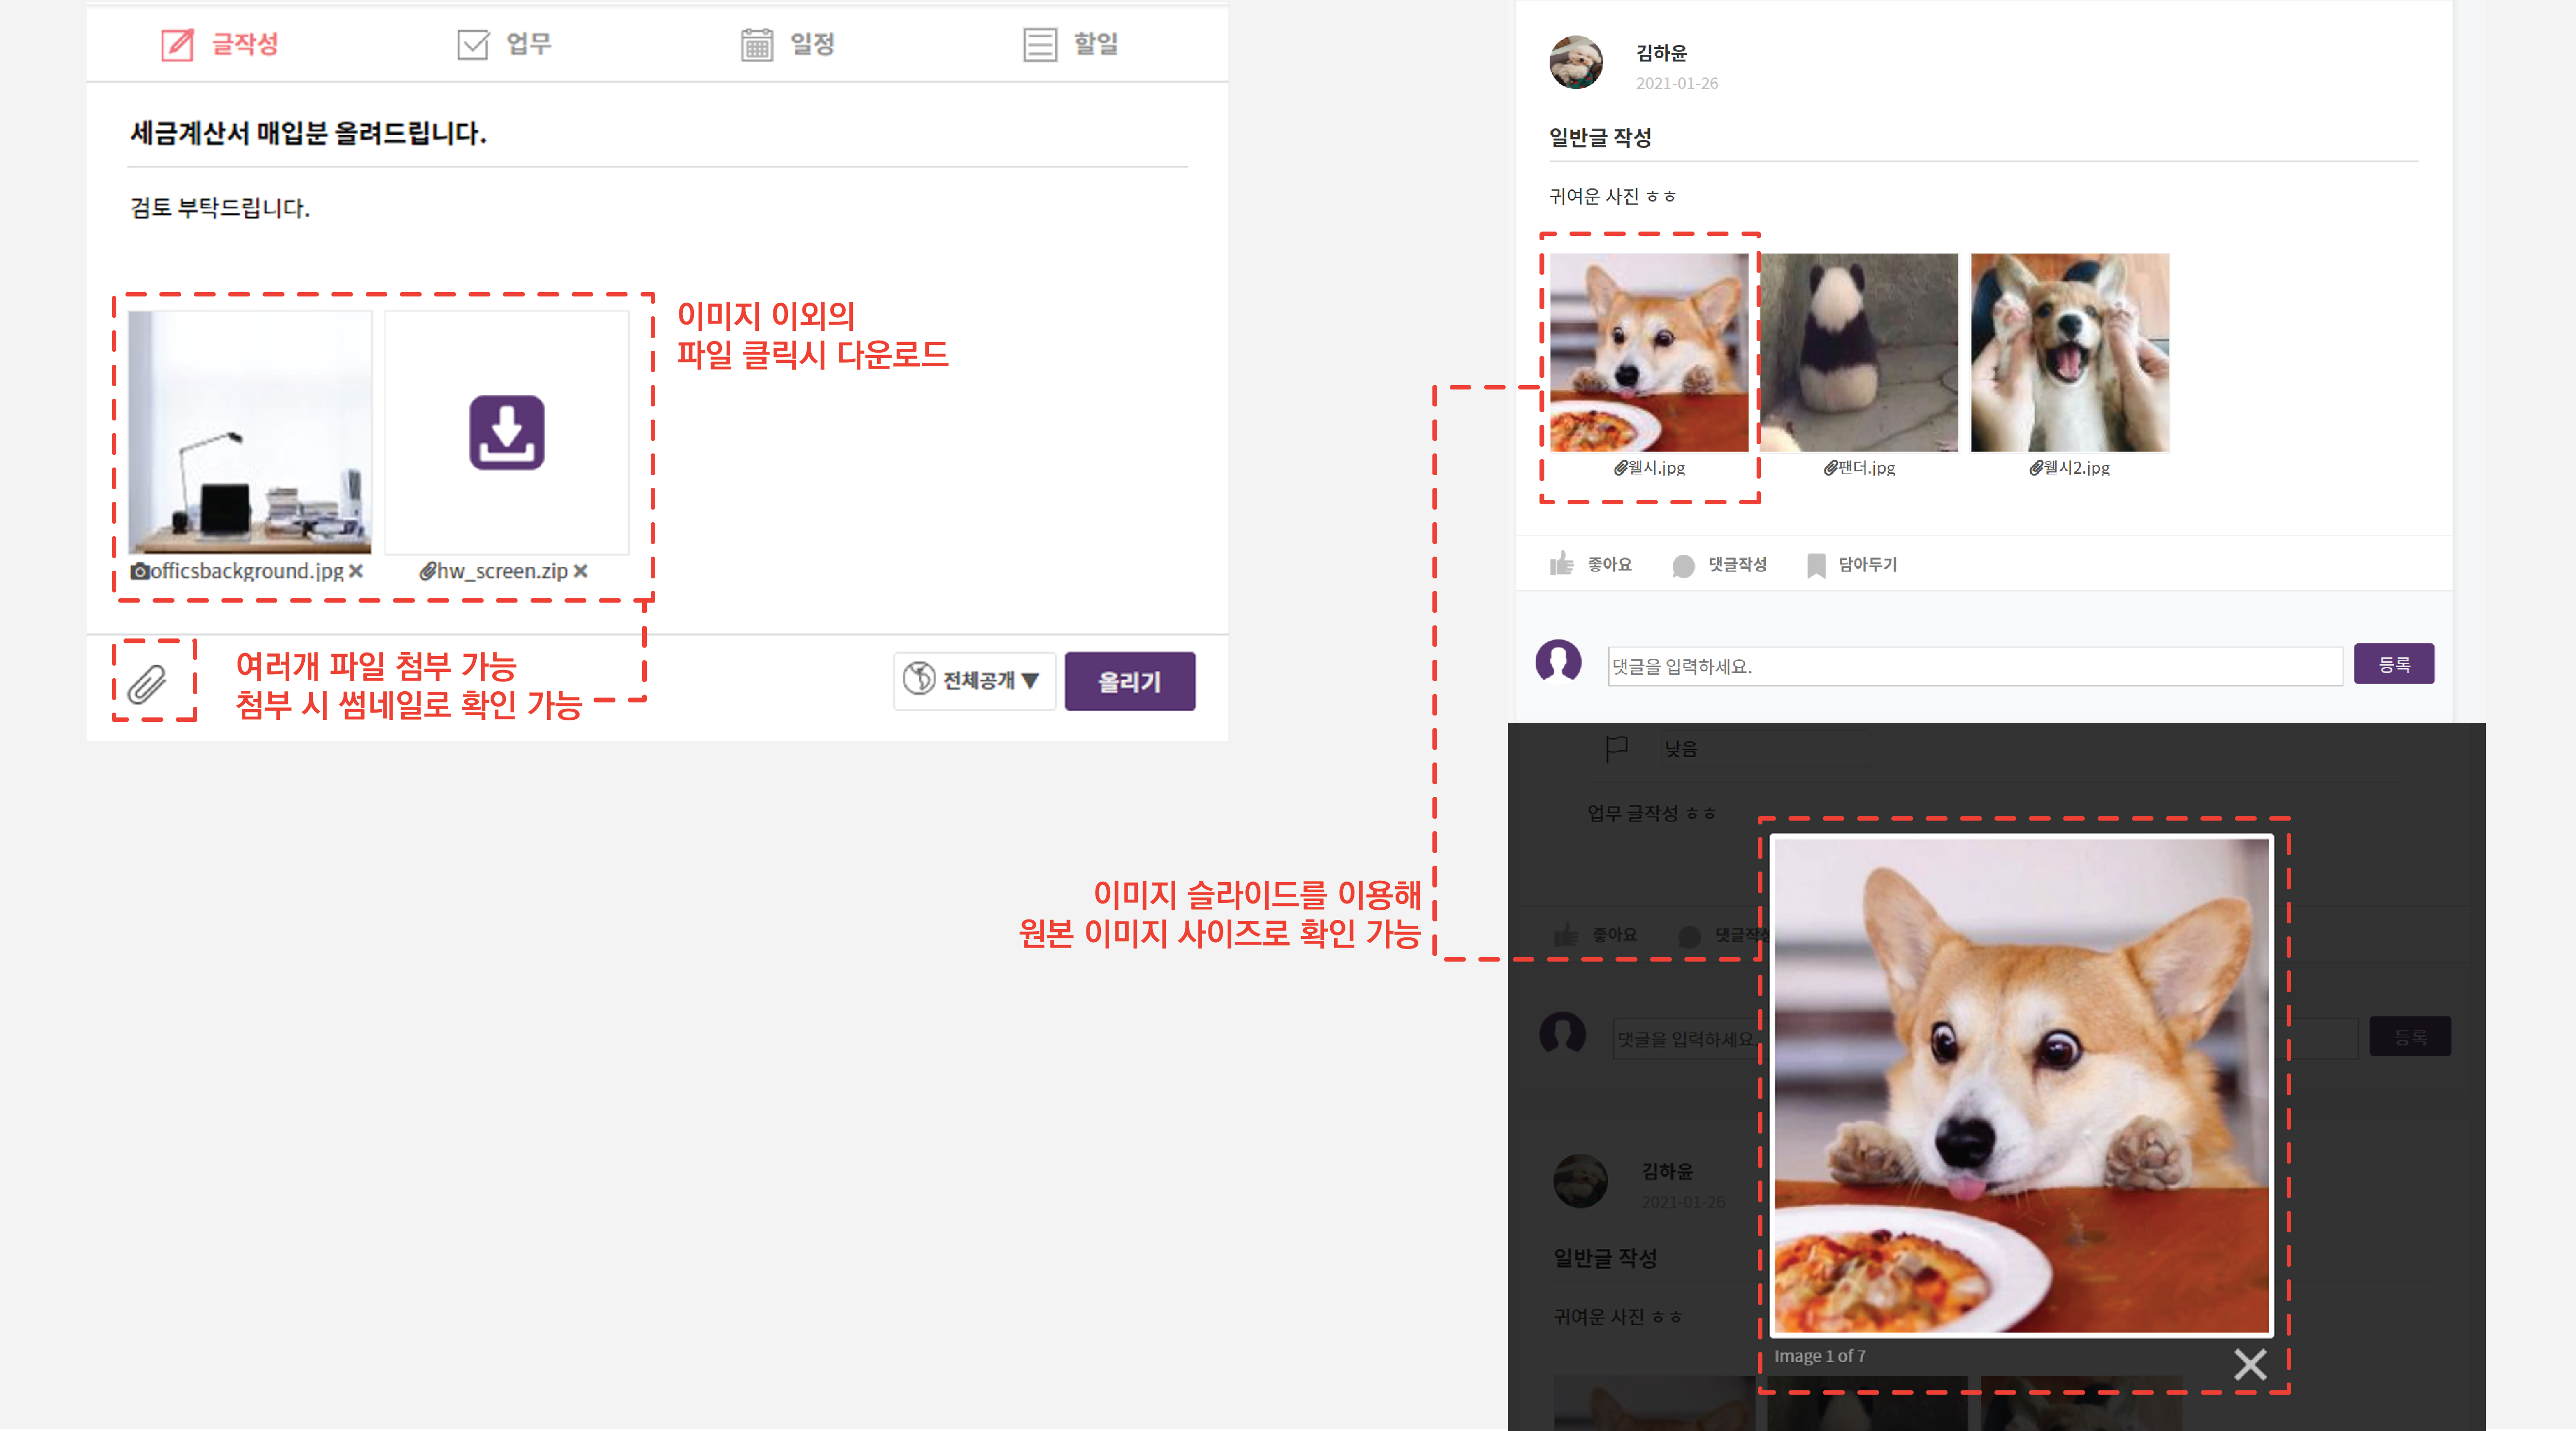 글작성
업무
일정
할일
세금계산서 매입분 올려드립니다.
검토 부탁드립니다.
이미지 이외의
파일 클릭시 다운로드
officsbackground.jpg
hw_screen.zip
여러개 파일 첨부 가능
첨부 시 썸네일로 확인 가능
전체공개 ▼
올리기
김하윤
2021-01-26
일반글 작성
귀여운 사진 ㅎㅎ
웰시.jpg
팬더.jpg
웰시2.jpg
좋아요
댓글작성
담아두기
댓글을 입력하세요.
등록
이미지 슬라이드를 이용해
원본 이미지 사이즈로 확인 가능
낮음
업무 글작성 ㅎㅎ
좋아요
댓글작성
댓글을 입력하세요.
등록
김하윤
2021-01-26
일반글 작성
귀여운 사진 ㅎㅎ
Image 1 of 7